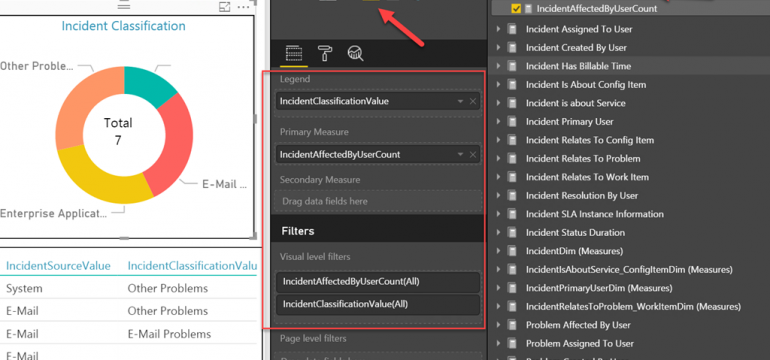 Incident Classification
Other Proble...
Total
7
E-Mail ...
Enterprise Applicat...
IncidentSourceValue IncidentClassificationValu
System Other Problems
E-Mail Other Problems
E-Mail E-Mail Problems
E-Mail
Legend
IncidentClassificationValue
Primary Measure
IncidentAffectedByUserCount
Secondary Measure
Drag data fields here
Filters
Visual level filters
IncidentAffectedByUserCount(All)
IncidentClassificationValue(All)
Page level filters
IncidentAffectedByUserCount
Incident Assigned To User
Incident Created By User
Incident Has Billable Time
Incident Is About Config Item
Incident is about Service
Incident Primary User
Incident Relates To Config Item
Incident Relates To Problem
Incident Relates To Work Item
Incident Resolution By User
Incident SLA Instance Information
Incident Status Duration
IncidentDim (Measures)
IncidentIsAboutService_ConfigItemDim (Measures)
IncidentPrimaryUserDim (Measures)
IncidentRelatesToProblem_WorkItemDim (Measures)
Problem Affected By User
Problem Assigned To User